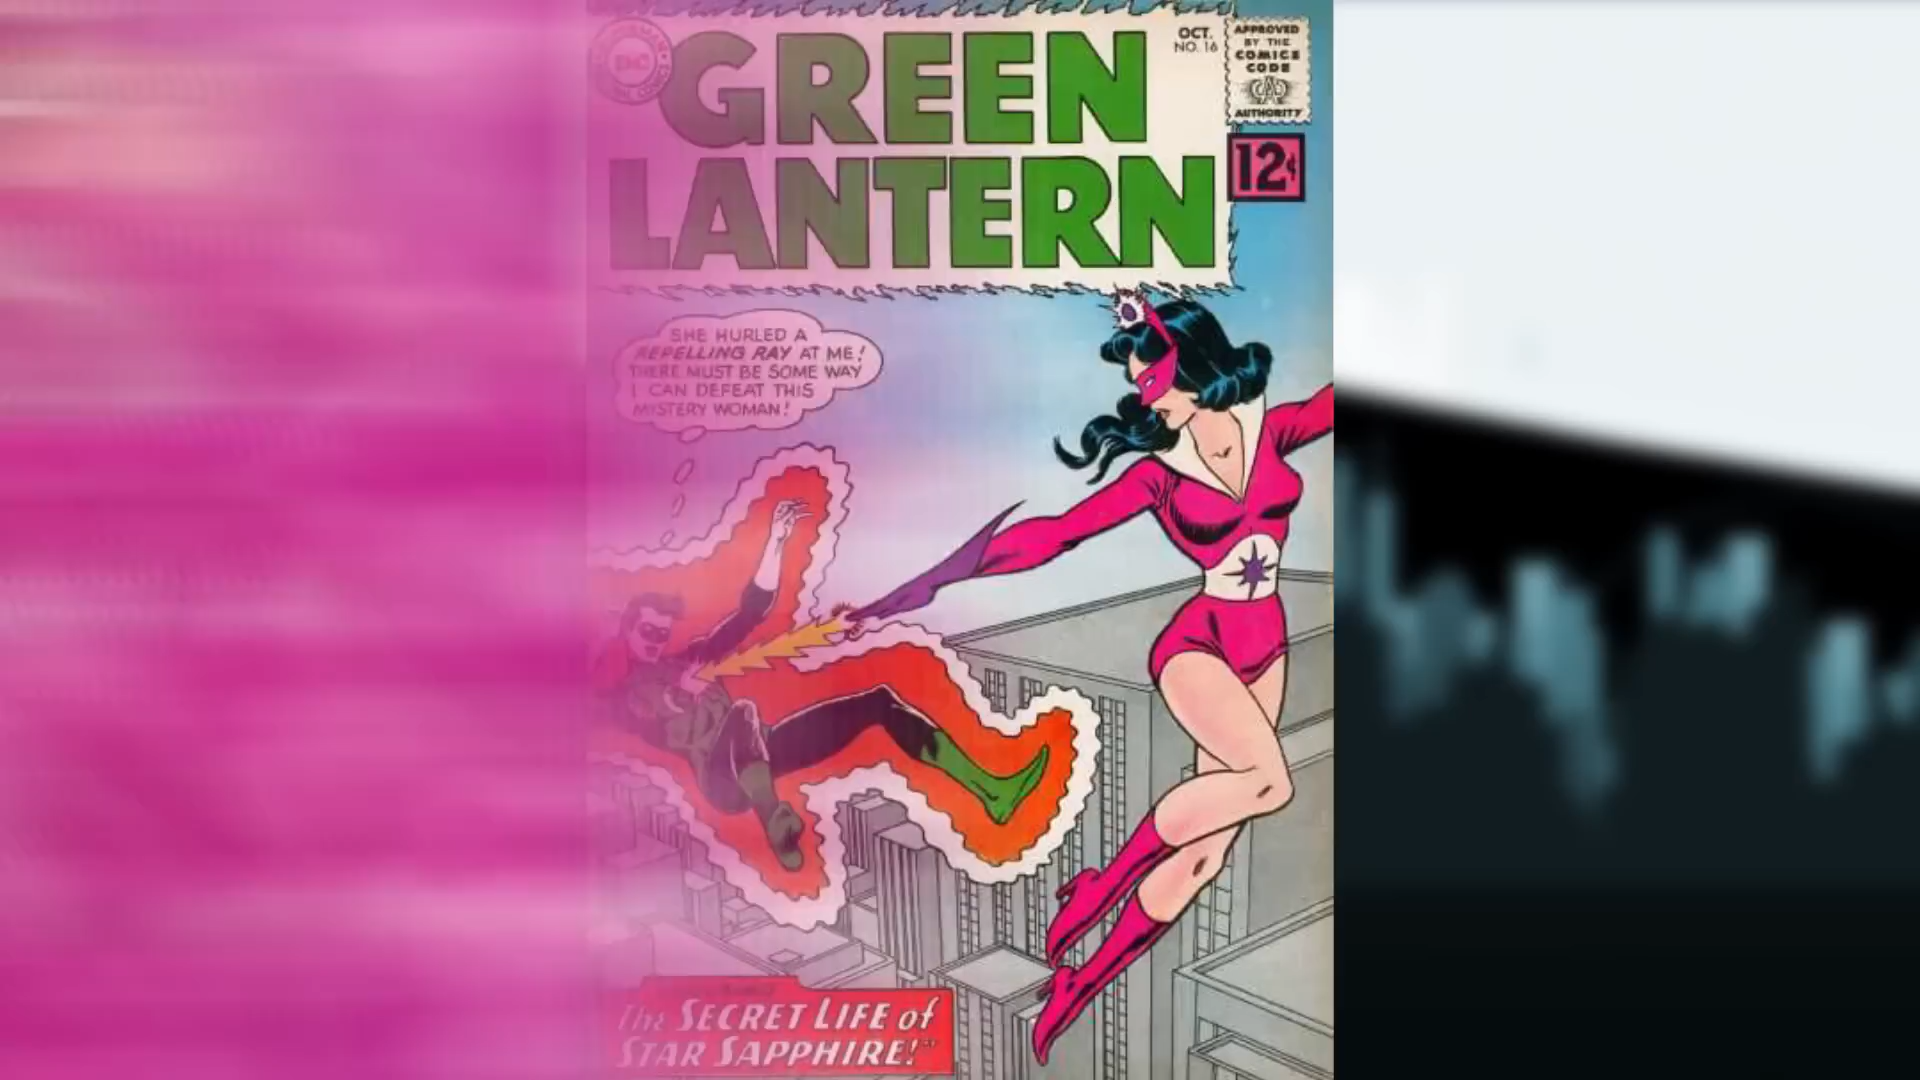 GREEN
LANTERN
DC
OCT.
NO. 16
APPROVED
BY THE
COMICS
CODE
AUTHORITY
12¢
SHE HURLED A
REPELLING RAY AT ME!
THERE MUST BE SOME WAY
I CAN DEFEAT THIS
MYSTERY WOMAN!
The SECRET LIFE of
STAR SAPPHIRE!"